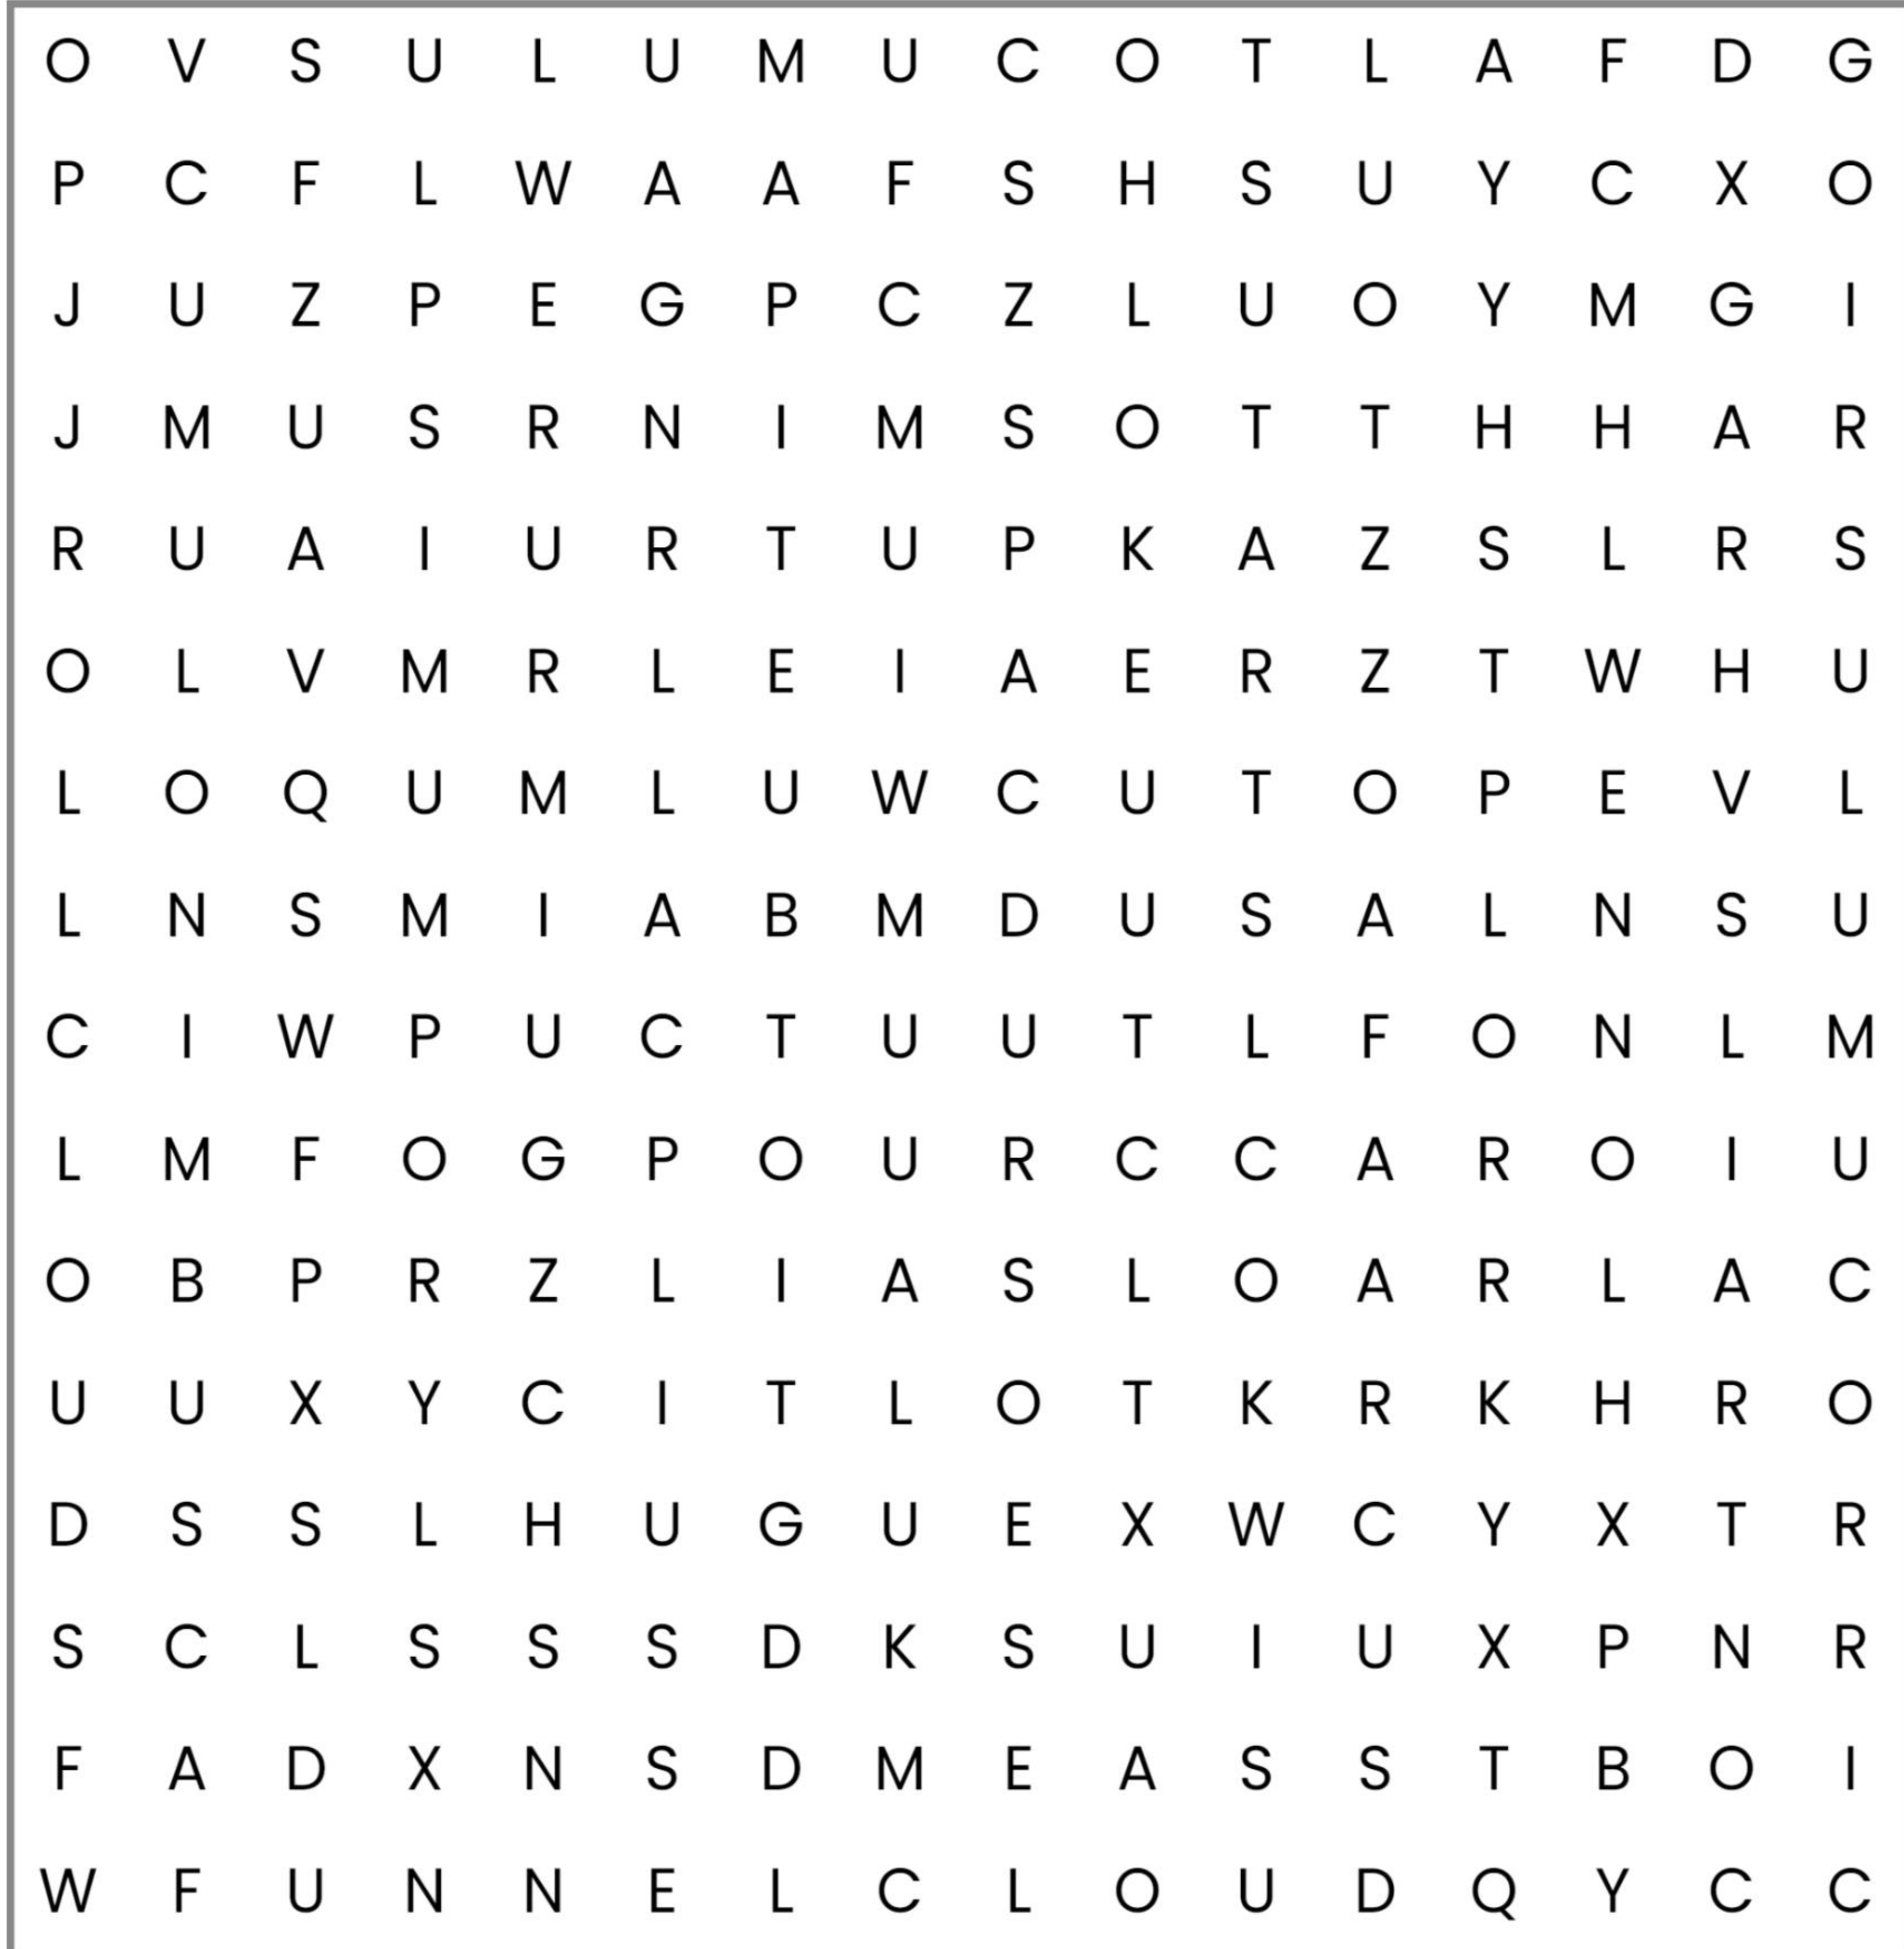 O V S U L U M U C O T L A F D G
P C F L W A A F S H S U Y C X O
J U Z P E G P C Z L U O Y M G I
J M U S R N I M S O T T H H A R
R U A I U R T U P K A Z S L R S
O L V M R L E I A E R Z T W H U
L O Q U M L U W C U T O P E V L
L N S M I A B M D U S A L N S U
C I W P U C T U U T L F O N L M
L M F O G P O U R C C A R O I U
O B P R Z L I A S L O A R L A C
U U X Y C I T L O T K R K H R O
D S S L H U G U E X W C Y X T R
S C L S S S D K S U I U X P N R
F A D X N S D M E A S S T B O I
W F U N N E L C L O U D Q Y C C